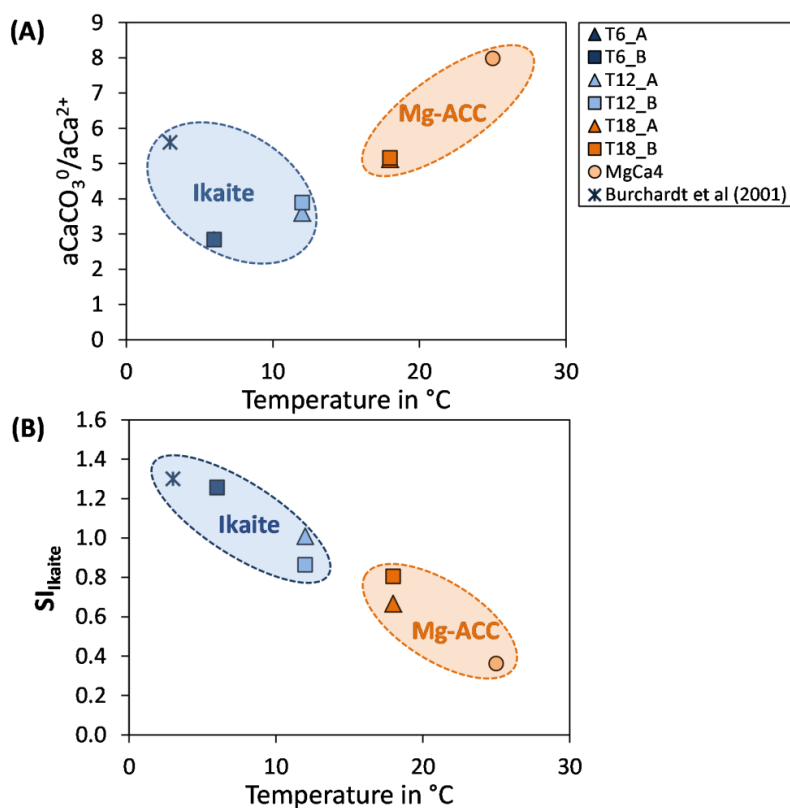 (A)
9
8
7
6
5
4
3
2
1
0
aCaCO₃⁰/aCa²⁺
Ikaite
Mg-ACC
0 10 20 30
Temperature in °C
T6_A
T6_B
T12_A
T12_B
T18_A
T18_B
MgCa4
Burchardt et al (2001)
(B)
1.6
1.4
1.2
1.0
0.8
0.6
0.4
0.2
0.0
SI Ikaite
Ikaite
Mg-ACC
0 10 20 30
Temperature in °C